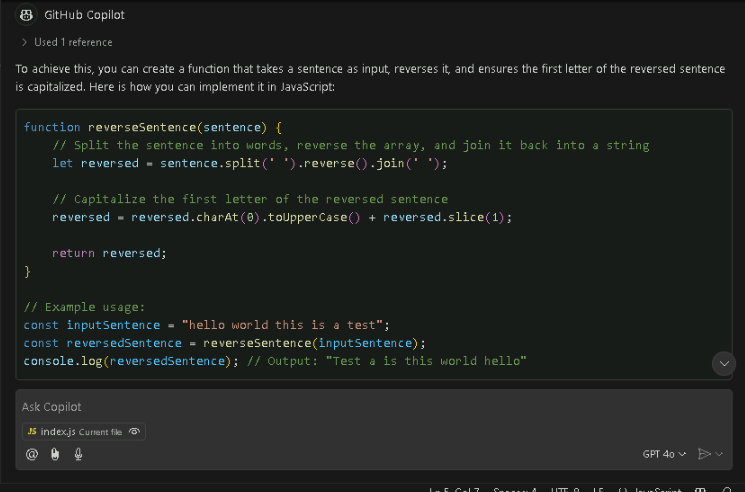 GitHub Copilot
Used 1 reference
To achieve this, you can create a function that takes a sentence as input, reverses it, and ensures the first letter of the reversed sentence
is capitalized. Here is how you can implement it in JavaScript:
function reverseSentence(sentence) {
    // Split the sentence into words, reverse the array, and join it back into a string
    let reversed = sentence.split(' ').reverse().join(' ');
    // Capitalize the first letter of the reversed sentence
    reversed = reversed.charAt(0).toUpperCase() + reversed.slice(1);
    return reversed;
}
// Example usage:
const inputSentence = "hello world this is a test";
const reversedSentence = reverseSentence(inputSentence);
console.log(reversedSentence); // Output: "Test a is this world hello"
Ask Copilot
JS index.js Current file
@ GPT 4o
Ln 5, Col 7 Spaces: 4 UTF-8 LF {} JavaScript